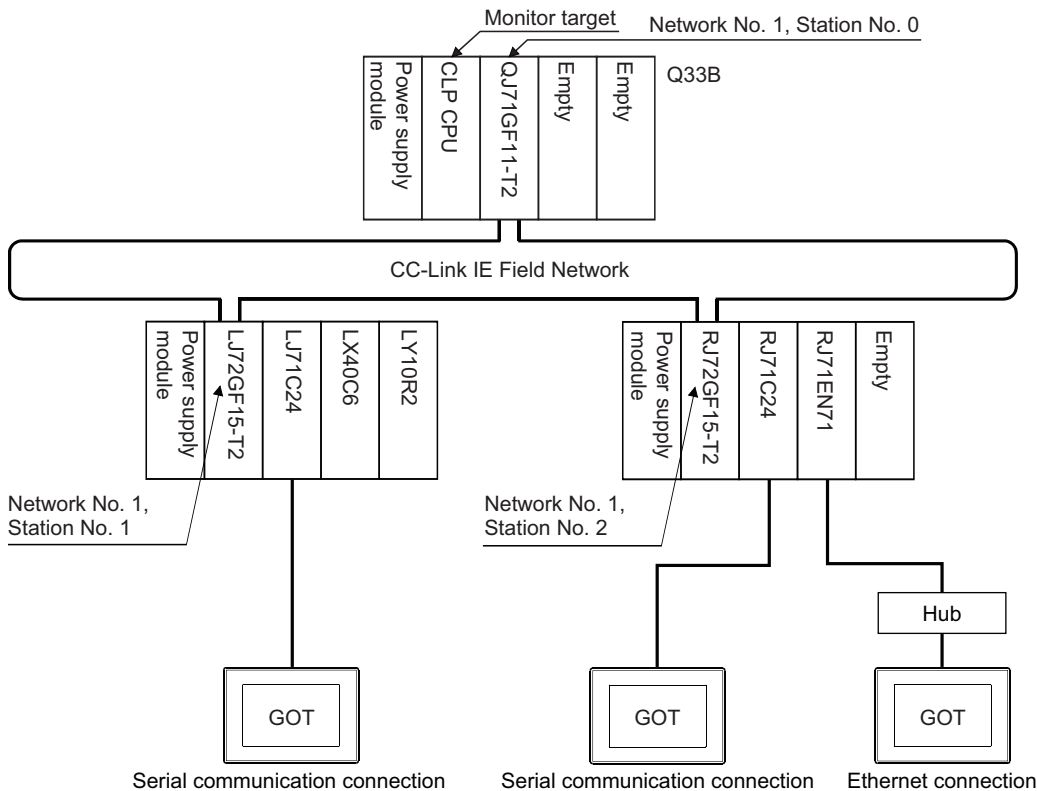 Monitor target
Network No. 1, Station No. 0
Power supply
module
CLP CPU
QJ71GF11-T2
Empty
Empty
Q33B
CC-Link IE Field Network
Power supply
module
LJ72GF15-T2
LJ71C24
LX40C6
LY10R2
Power supply
module
RJ72GF15-T2
RJ71C24
RJ71EN71
Empty
Network No. 1,
Station No. 1
Network No. 1,
Station No. 2
Hub
GOT
GOT
GOT
Serial communication connection
Serial communication connection
Ethernet connection